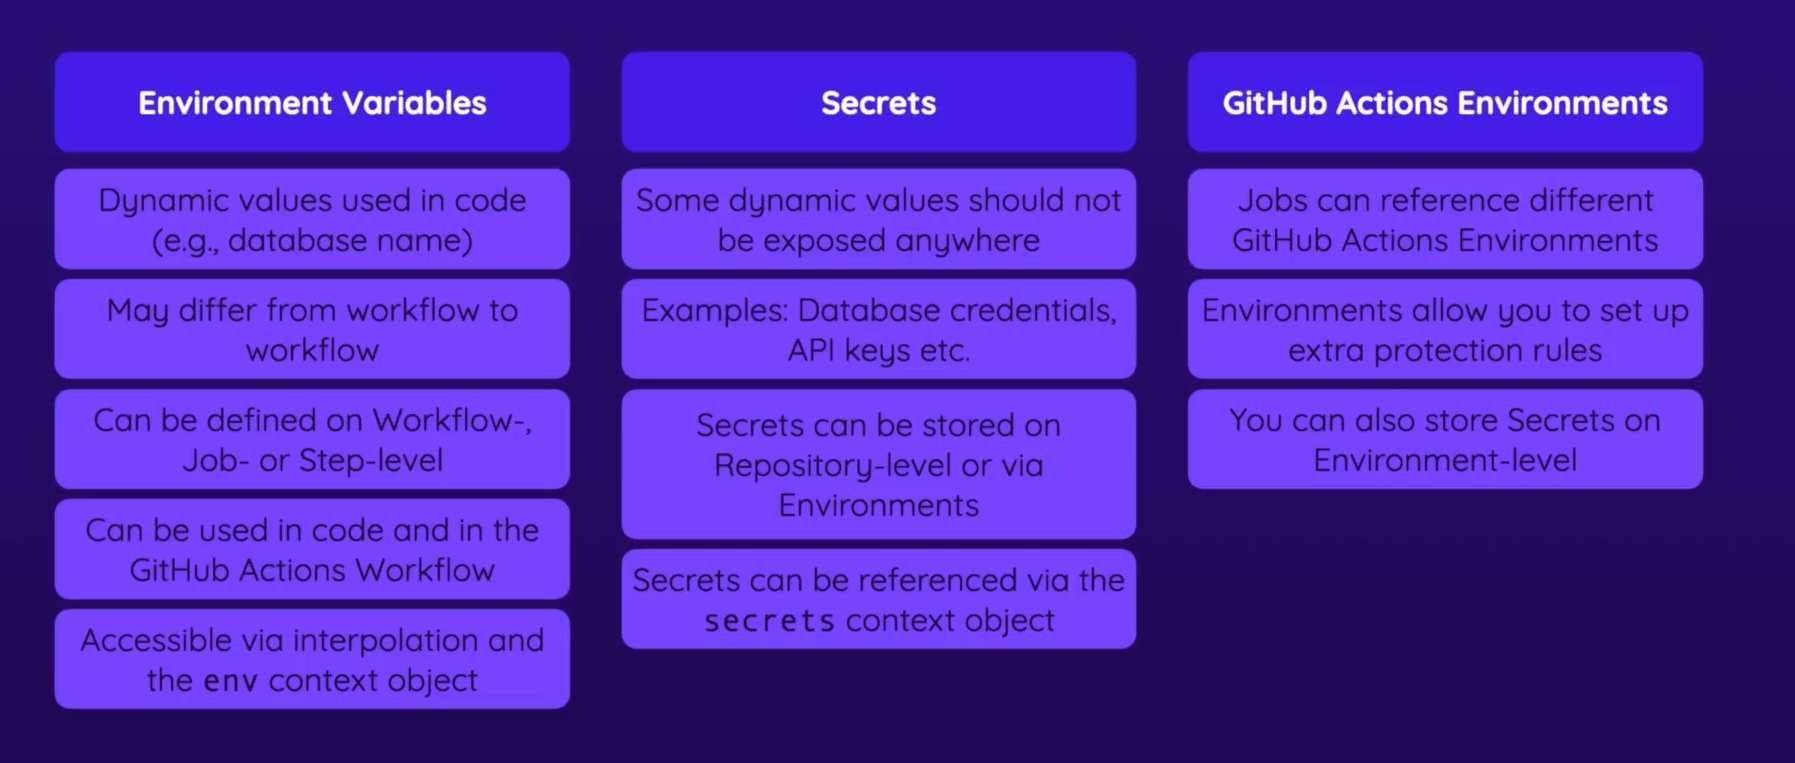 Environment Variables
Dynamic values used in code
(e.g., database name)
May differ from workflow to
workflow
Can be defined on Workflow-,
Job- or Step-level
Can be used in code and in the
GitHub Actions Workflow
Accessible via interpolation and
the env context object
Secrets
Some dynamic values should not
be exposed anywhere
Examples: Database credentials,
API keys etc.
Secrets can be stored on
Repository-level or via
Environments
Secrets can be referenced via the
secrets context object
GitHub Actions Environments
Jobs can reference different
GitHub Actions Environments
Environments allow you to set up
extra protection rules
You can also store Secrets on
Environment-level